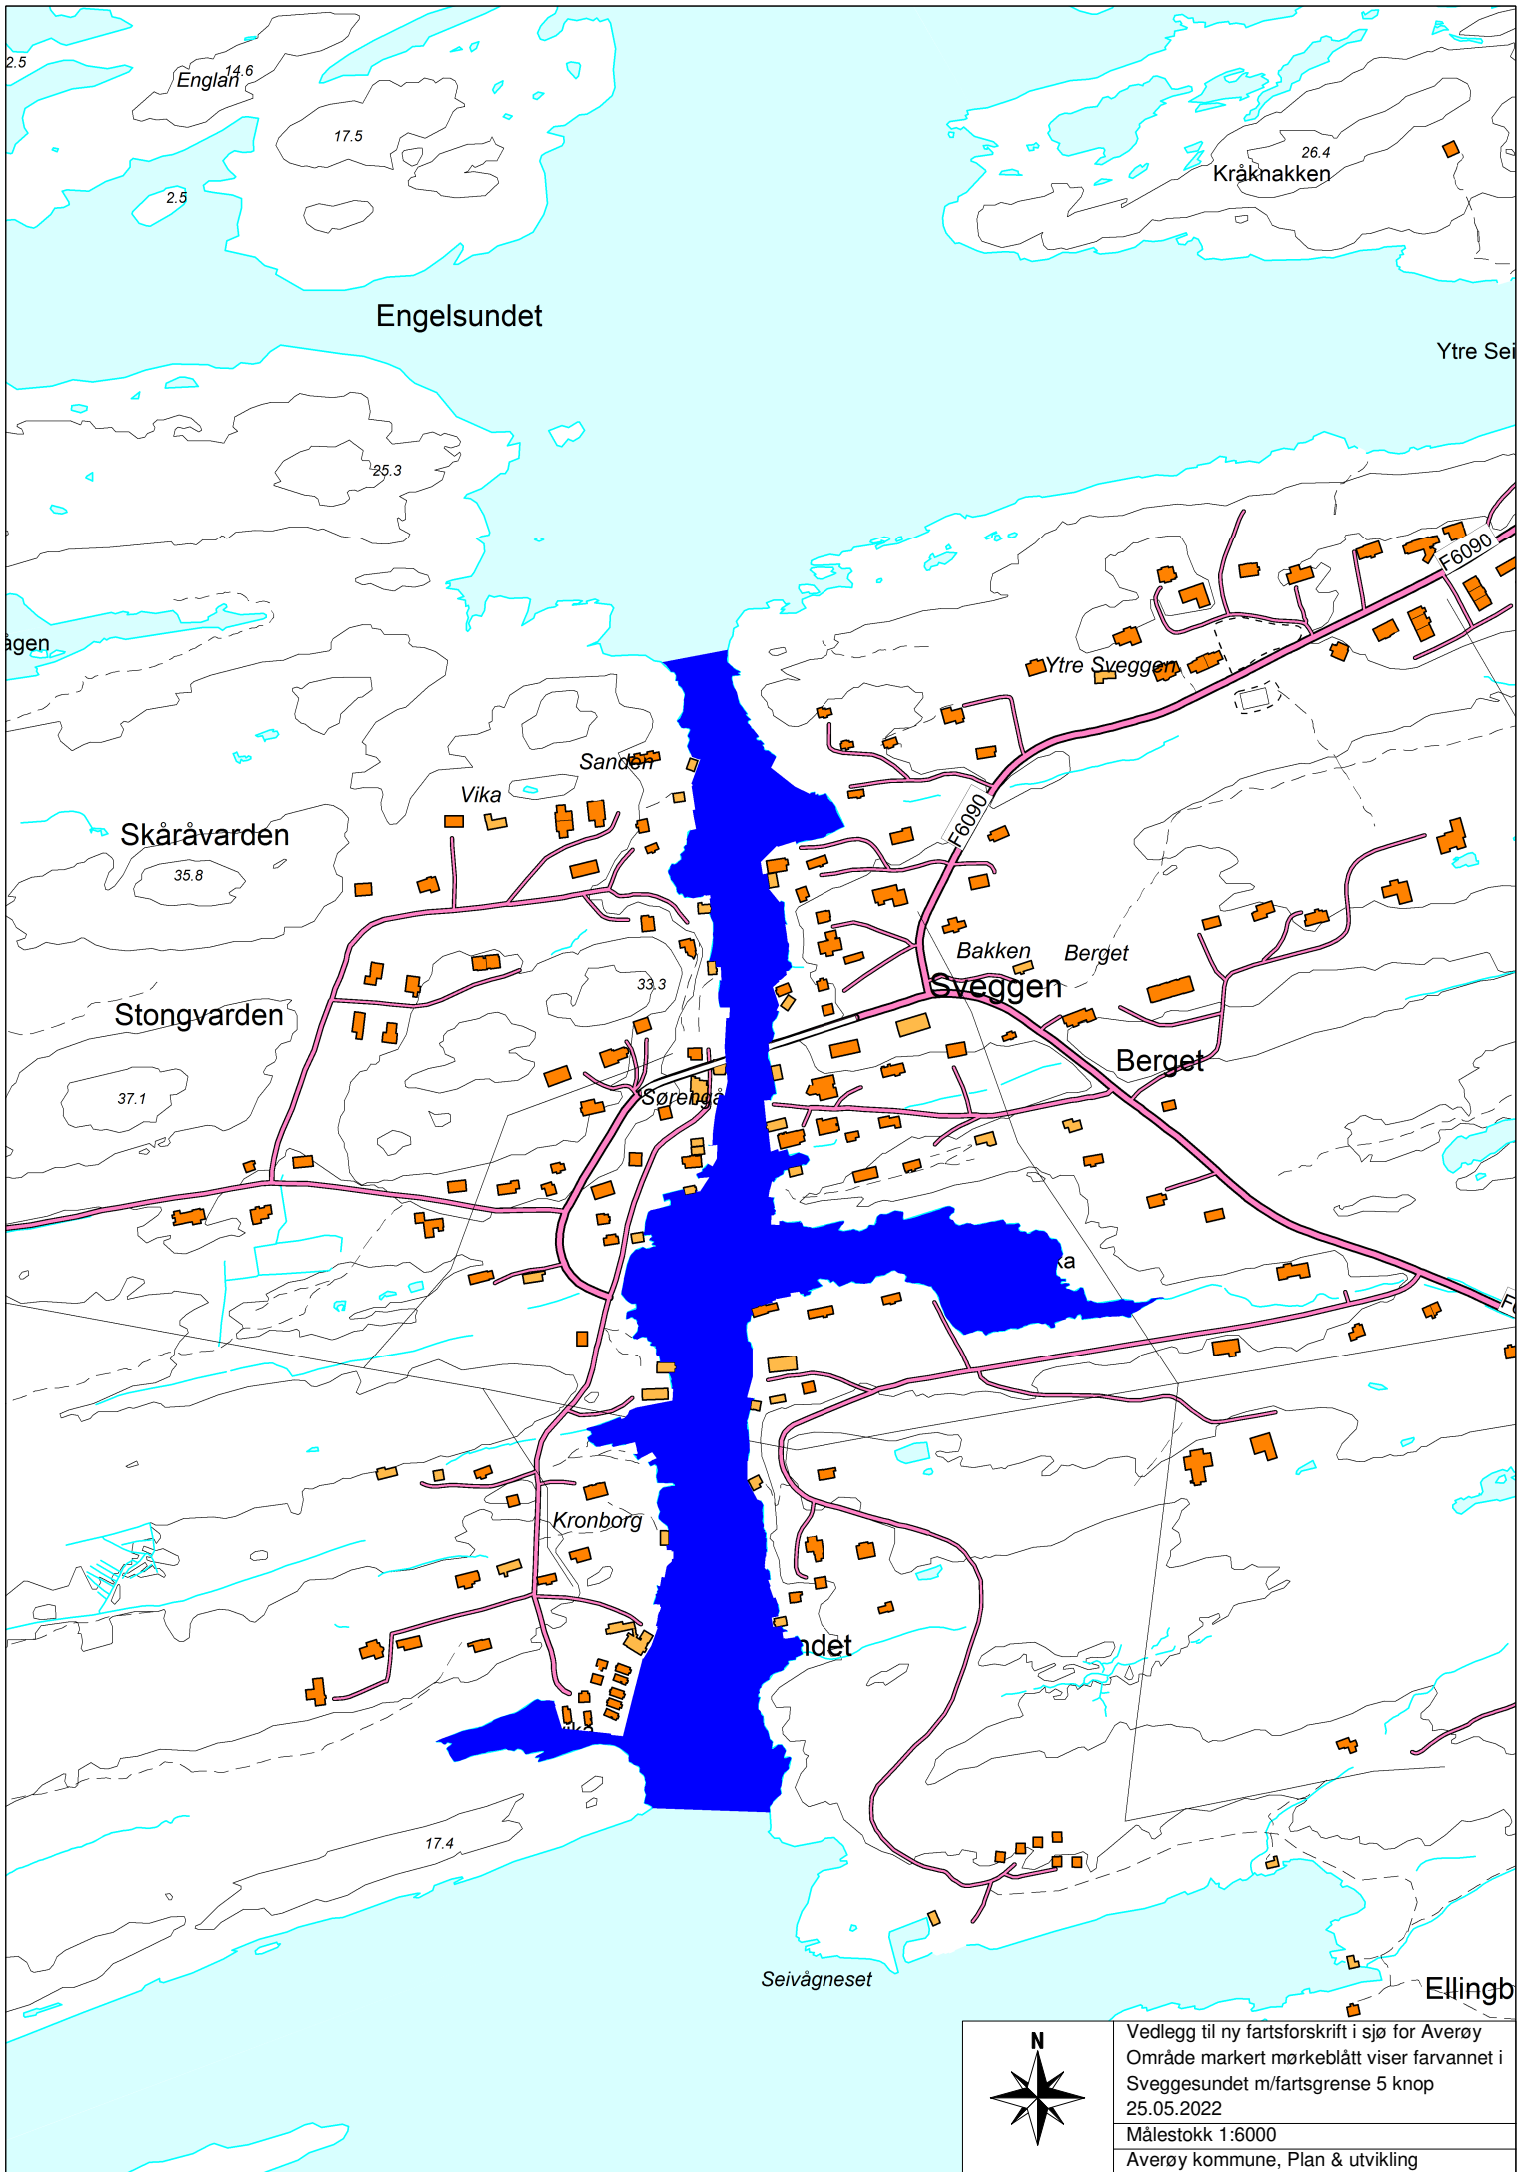 2.5
Englan
14.6
17.5
2.5
26.4
Kråknakken
Engelsundet
Ytre Sei
25.3
F6090
ågen
Ytre Sveggen
Sanden
Vika
F6090
Skåråvarden
35.8
Bakken
Berget
33.3
Sveggen
Stongvarden
Berget
37.1
Sørengå
ka
Kronborg
ndet
vika
17.4
Seivågneset
Ellingb
N
Vedlegg til ny fartsforskrift i sjø for Averøy
Område markert mørkeblått viser farvannet i
Sveggesundet m/fartsgrense 5 knop
25.05.2022
Målestokk 1:6000
Averøy kommune, Plan & utvikling